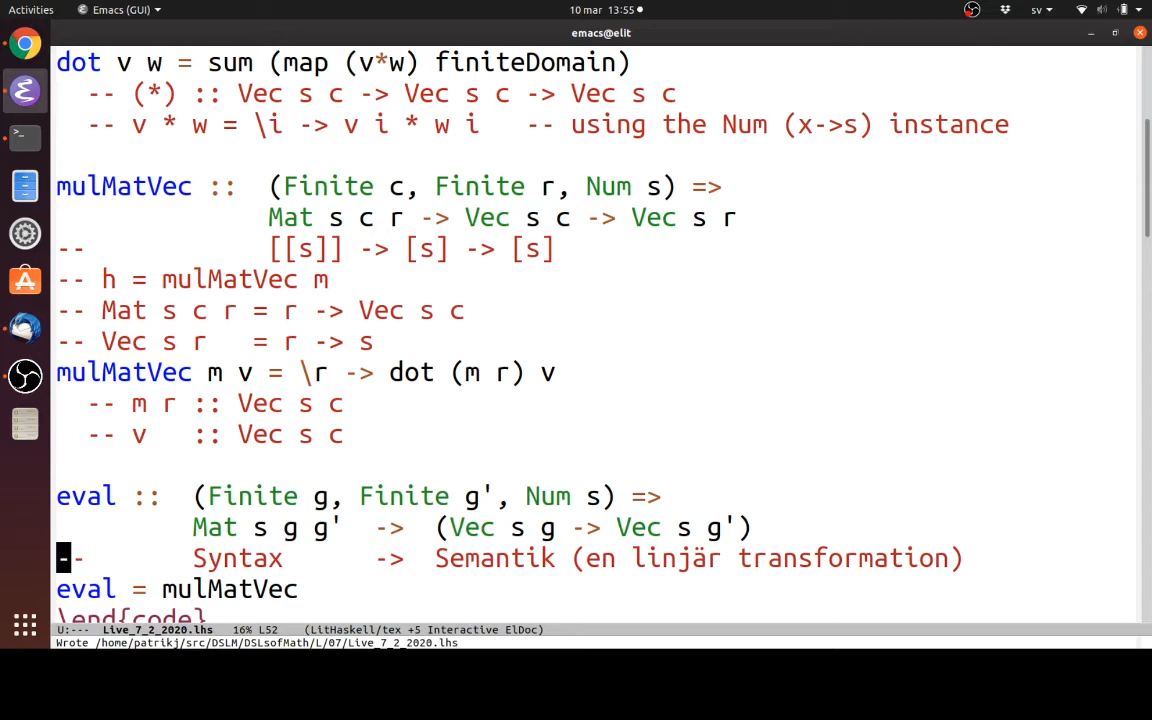 Activities Emacs (GUI) 10 mar 13:55 sv
emacs@elit
dot v w = sum (map (v*w) finiteDomain)
-- (*) :: Vec s c -> Vec s c -> Vec s c
-- v * w = \i -> v i * w i -- using the Num (x->s) instance
mulMatVec :: (Finite c, Finite r, Num s) =>
Mat s c r -> Vec s c -> Vec s r
-- [[s]] -> [s] -> [s]
-- h = mulMatVec m
-- Mat s c r = r -> Vec s c
-- Vec s r = r -> s
mulMatVec m v = \r -> dot (m r) v
-- m r :: Vec s c
-- v :: Vec s c
eval :: (Finite g, Finite g', Num s) =>
Mat s g g' -> (Vec s g -> Vec s g')
-- Syntax -> Semantik (en linjär transformation)
eval = mulMatVec
\end{code}
U:--- Live_7_2_2020.lhs 16% L52 (LitHaskell/tex +5 Interactive ElDoc)
Wrote /home/patrikj/src/DSLM/DSLsofMath/L/07/Live_7_2_2020.lhs